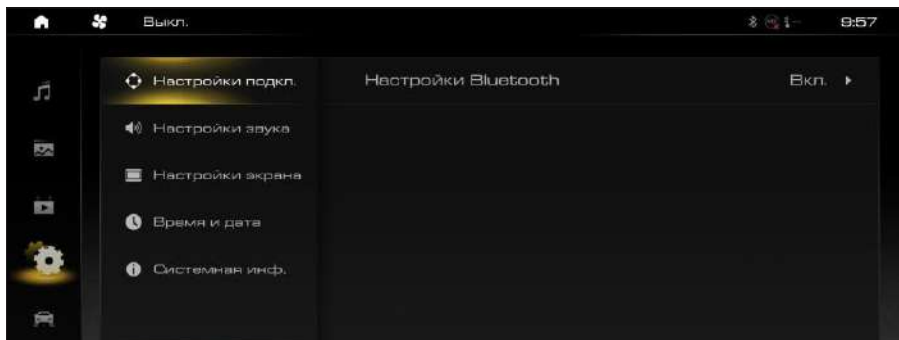 Выкл.
9:57
Настройки подкл.
Настройки Bluetooth
Вкл.
Настройки звука
Настройки экрана
Время и дата
Системная инф.